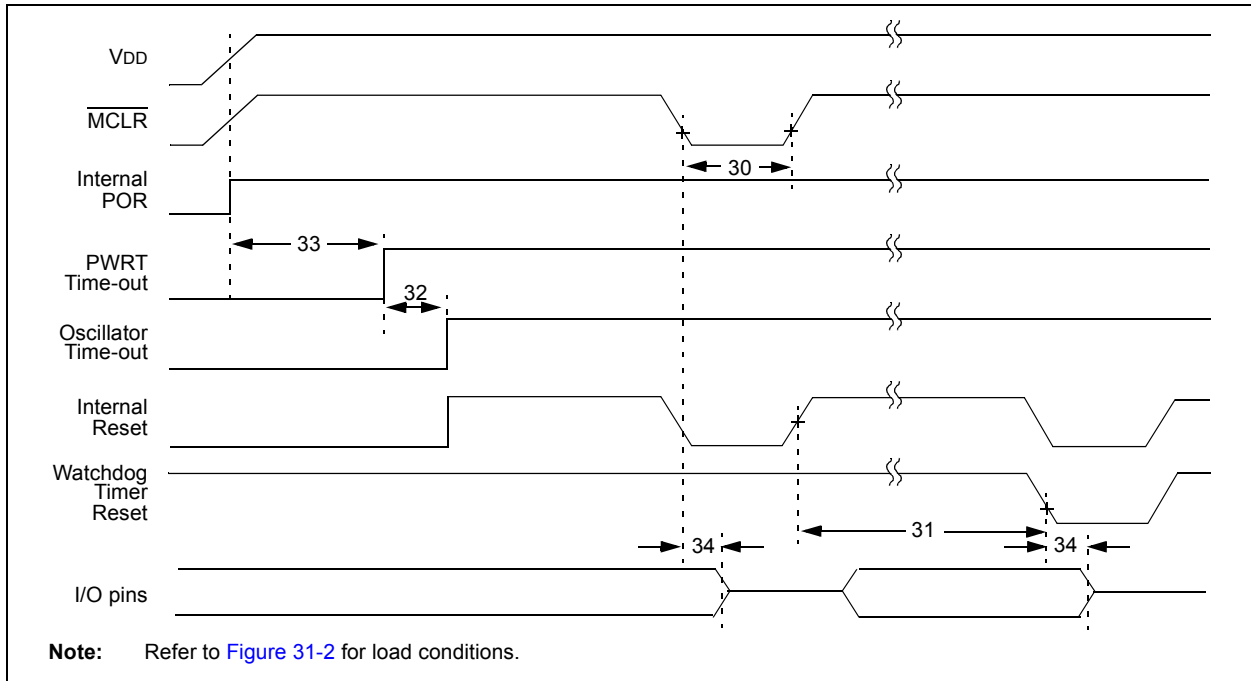 VDD
MCLR
30
Internal
POR
33
PWRT
Time-out
32
Oscillator
Time-out
Internal
Reset
Watchdog
Timer
Reset
31
34
34
I/O pins
Note: Refer to Figure 31-2 for load conditions.